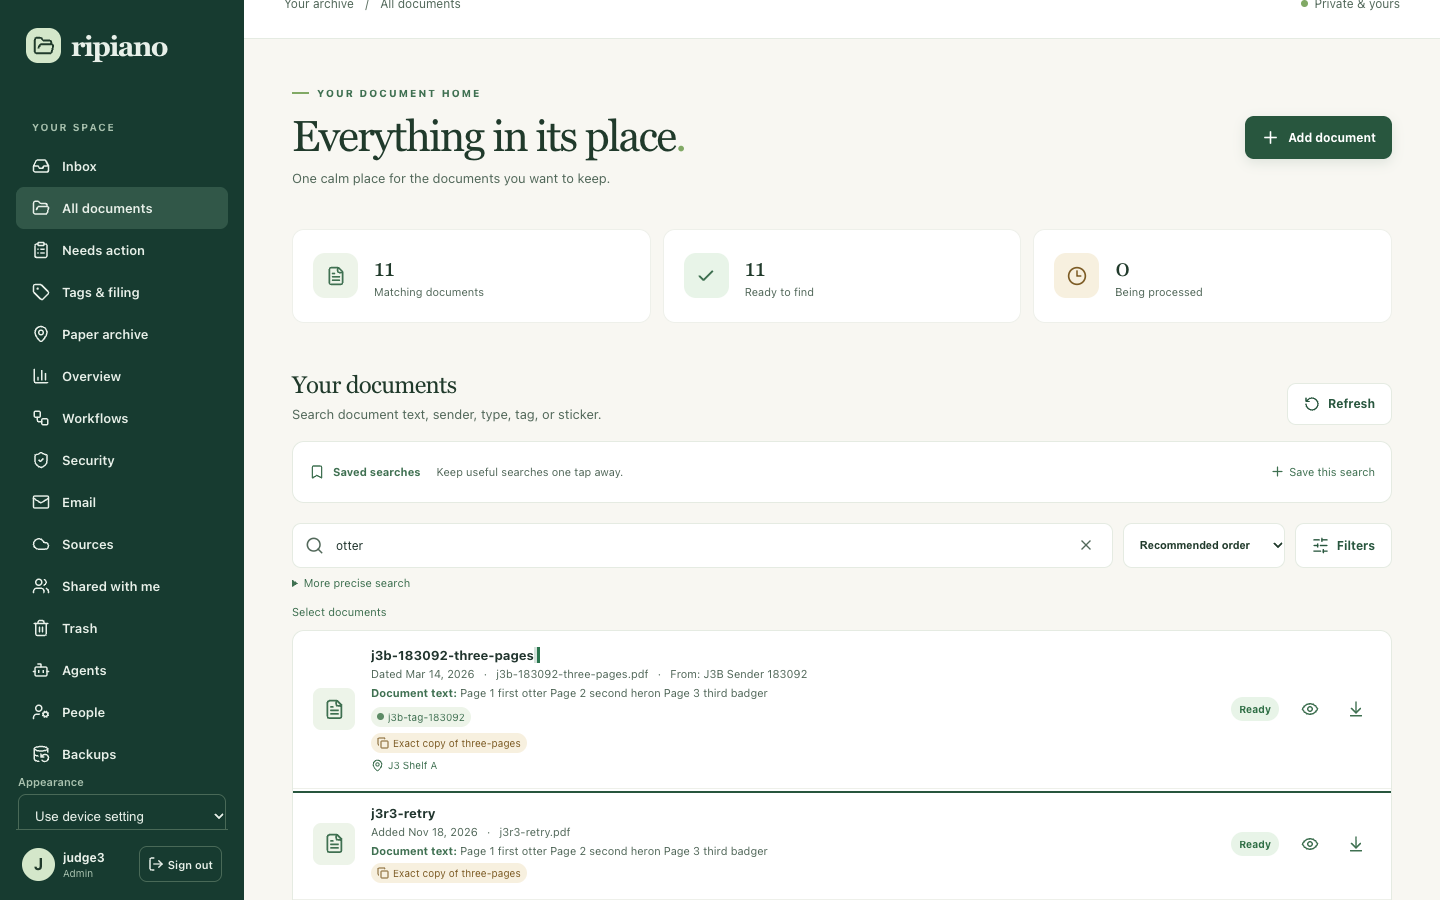 ripiano
Your archive / All documents
Private & yours
YOUR SPACE
Inbox
All documents
Needs action
Tags & filing
Paper archive
Overview
Workflows
Security
Email
Sources
Shared with me
Trash
Agents
People
Backups
Appearance
Use device setting
J
judge3
Admin
Sign out
YOUR DOCUMENT HOME
Everything in its place.
One calm place for the documents you want to keep.
Add document
11
Matching documents
11
Ready to find
0
Being processed
Your documents
Search document text, sender, type, tag, or sticker.
Refresh
Saved searches Keep useful searches one tap away.
Save this search
otter
Recommended order
Filters
More precise search
Select documents
j3b-183092-three-pages
Dated Mar 14, 2026 · j3b-183092-three-pages.pdf · From: J3B Sender 183092
Document text: Page 1 first otter Page 2 second heron Page 3 third badger
j3b-tag-183092
Exact copy of three-pages
J3 Shelf A
Ready
j3r3-retry
Added Nov 18, 2026 · j3r3-retry.pdf
Document text: Page 1 first otter Page 2 second heron Page 3 third badger
Exact copy of three-pages
Ready